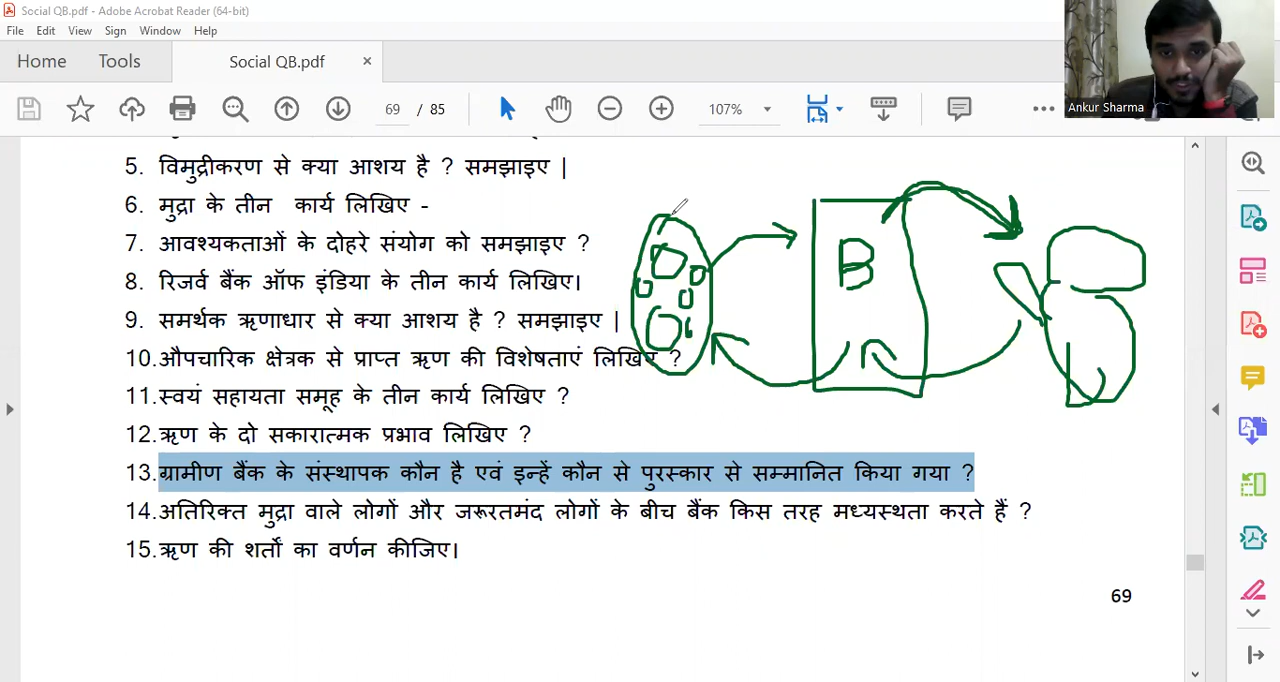 Social QB.pdf - Adobe Acrobat Reader (64-bit)
File Edit View Sign Window Help
Home Tools Social QB.pdf ×
69 / 85 107%
Ankur Sharma
5. विमुद्रीकरण से क्या आशय है ? समझाइए |
6. मुद्रा के तीन कार्य लिखिए -
7. आवश्यकताओं के दोहरे संयोग को समझाइए ?
8. रिजर्व बैंक ऑफ इंडिया के तीन कार्य लिखिए।
9. समर्थक ऋणाधार से क्या आशय है ? समझाइए |
10. औपचारिक क्षेत्रक से प्राप्त ऋण की विशेषताएं लिखिए ?
11. स्वयं सहायता समूह के तीन कार्य लिखिए ?
12. ऋण के दो सकारात्मक प्रभाव लिखिए ?
13. ग्रामीण बैंक के संस्थापक कौन है एवं इन्हें कौन से पुरस्कार से सम्मानित किया गया ?
14. अतिरिक्त मुद्रा वाले लोगों और जरूरतमंद लोगों के बीच बैंक किस तरह मध्यस्थता करते हैं ?
15. ऋण की शर्तों का वर्णन कीजिए।
B
69